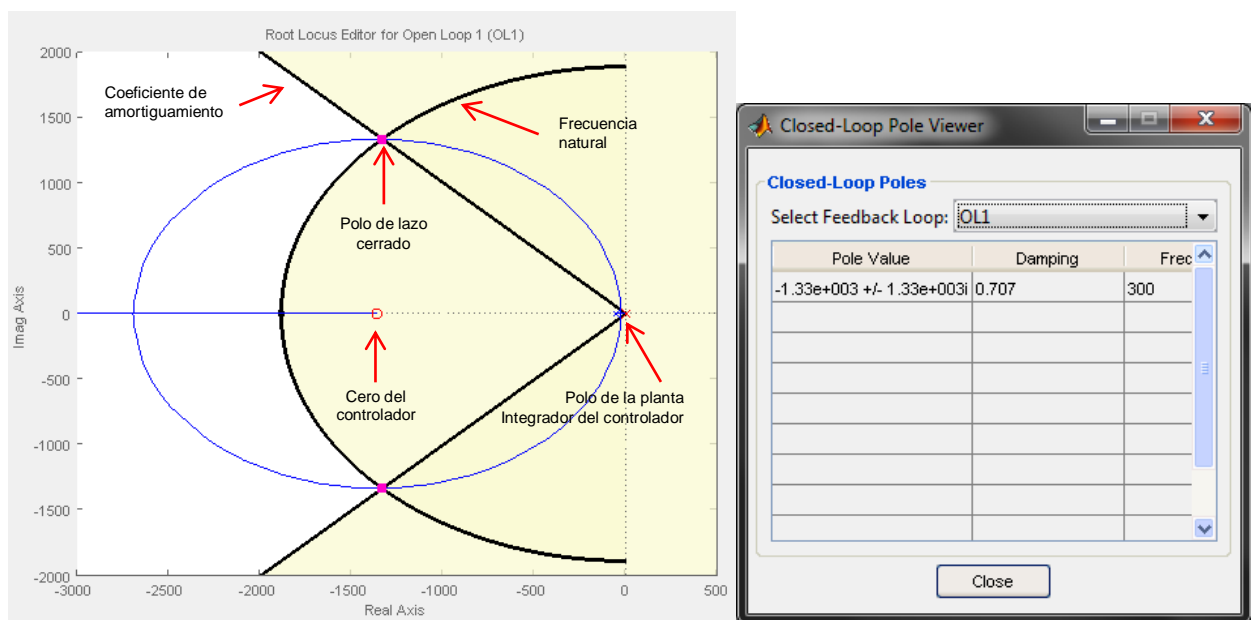 Root Locus Editor for Open Loop 1 (OL1)
2000
1500
1000
500
0
-500
-1000
-1500
-2000
Imag Axis
-3000
-2500
-2000
-1500
-1000
-500
0
500
Real Axis
Coeficiente de
amortiguamiento
Frecuencia
natural
Polo de lazo
cerrado
Cero del
controlador
Polo de la planta
Integrador del controlador
Closed-Loop Pole Viewer
Closed-Loop Poles
Select Feedback Loop: OL1
Pole Value Damping Frec
-1.33e+003 +/- 1.33e+003i 0.707 300
Close